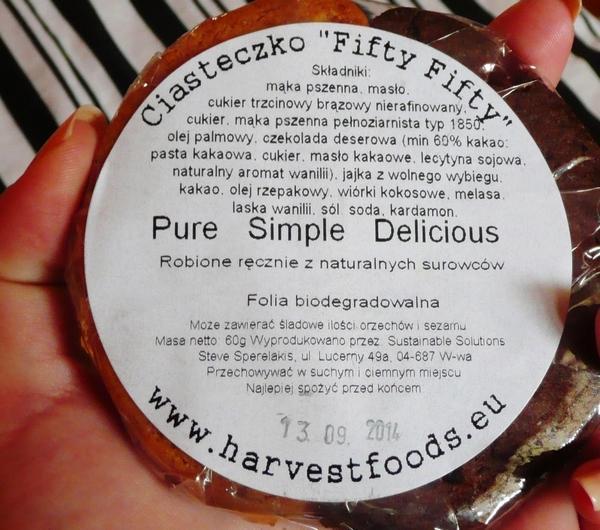 Ciasteczko "Fifty Fifty"
Składniki:
mąka pszenna, masło,
cukier trzcinowy brązowy nierafinowany,
cukier, mąka pszenna pełnoziarnista typ 1850,
olej palmowy, czekolada deserowa (min 60% kakao:
pasta kakaowa, cukier, masło kakaowe, lecytyna sojowa,
naturalny aromat wanilii), jajka z wolnego wybiegu,
kakao, olej rzepakowy, wiórki kokosowe, melasa,
laska wanilii, sól, soda, kardamon.
Pure Simple Delicious
Robione ręcznie z naturalnych surowców
Folia biodegradowalna
Może zawierać śladowe ilości orzechów i sezamu
Masa netto: 60g Wyprodukowano przez: Sustainable Solutions
Steve Sperelakis, ul. Lucerny 49a, 04-687 W-wa
Przechowywać w suchym i ciemnym miejscu
Najlepiej spożyć przed końcem:
13. 09. 2014
www.harvestfoods.eu